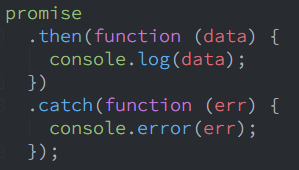 promise
  .then(function (data) {
    console.log(data);
  })
  .catch(function (err) {
    console.error(err);
  });